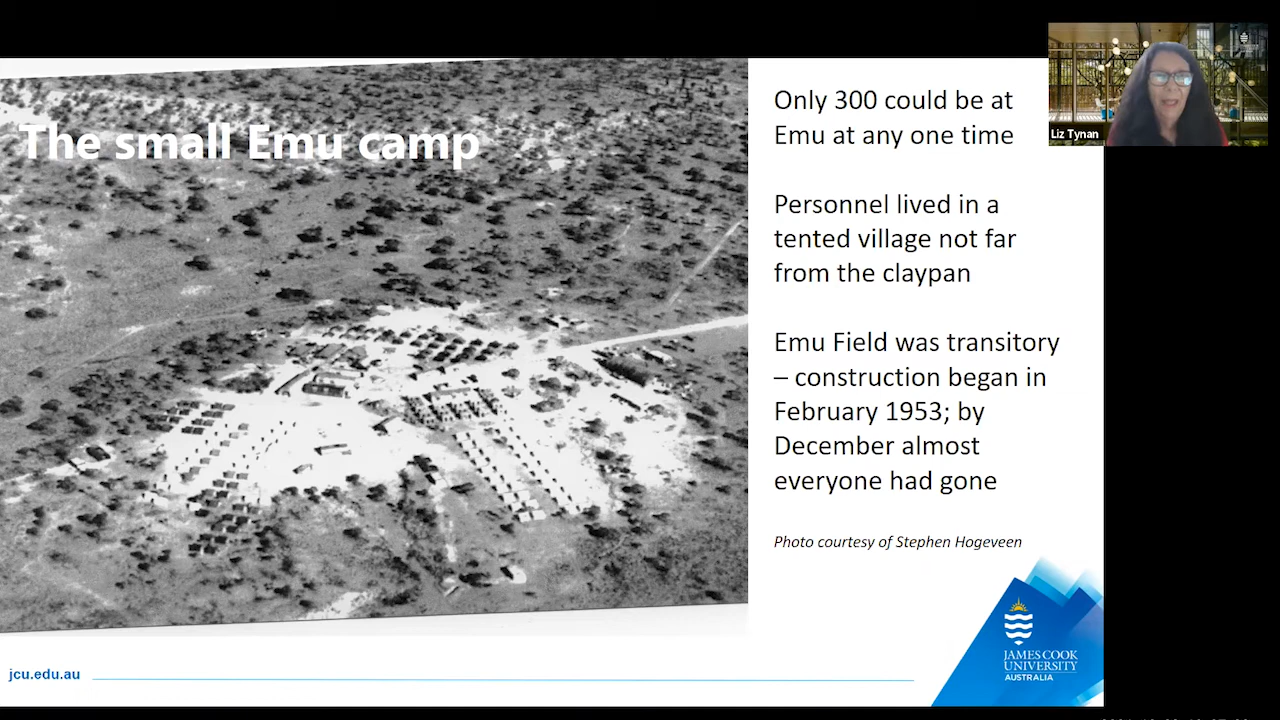 The small Emu camp
Only 300 could be at
Emu at any one time
Personnel lived in a
tented village not far
from the claypan
Emu Field was transitory
– construction began in
February 1953; by
December almost
everyone had gone
Photo courtesy of Stephen Hogeveen
Liz Tynan
jcu.edu.au
JAMES COOK
UNIVERSITY
AUSTRALIA